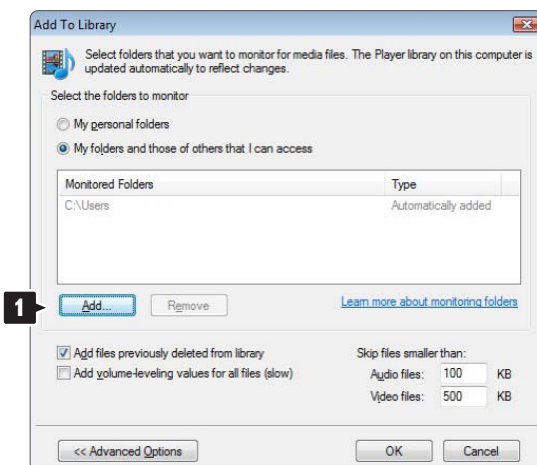 Add To Library
Select folders that you want to monitor for media files. The Player library on this computer is
updated automatically to reflect changes.
Select the folders to monitor
My personal folders
My folders and those of others that I can access
Monitored Folders Type
C:\Users Automatically added
1
Add... Remove Learn more about monitoring folders
Add files previously deleted from library
Add volume-leveling values for all files (slow)
Skip files smaller than:
Audio files: 100 KB
Video files: 500 KB
<< Advanced Options OK Cancel